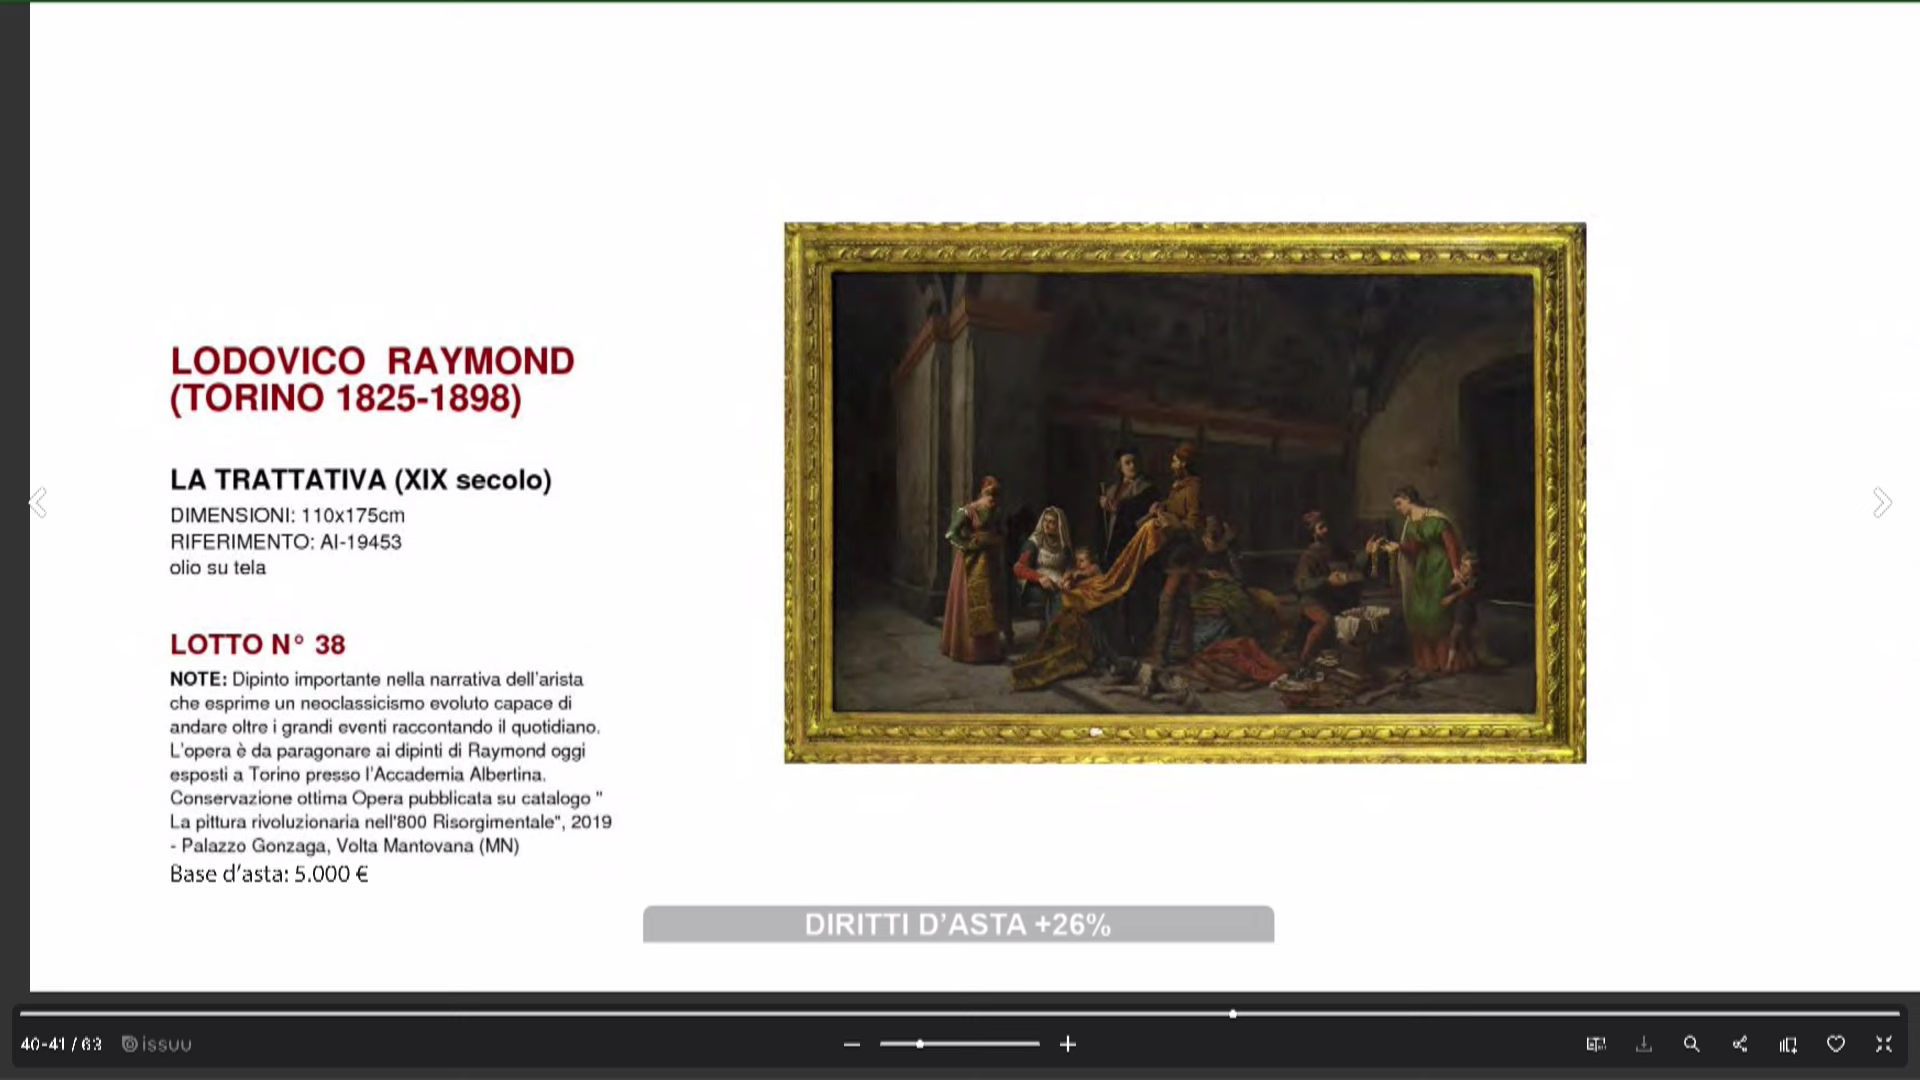 LODOVICO RAYMOND
(TORINO 1825-1898)
LA TRATTATIVA (XIX secolo)
DIMENSIONI: 110x175cm
RIFERIMENTO: AI-19453
olio su tela
LOTTO N° 38
NOTE: Dipinto importante nella narrativa dell'arista
che esprime un neoclassicismo evoluto capace di
andare oltre i grandi eventi raccontando il quotidiano.
L'opera è da paragonare ai dipinti di Raymond oggi
esposti a Torino presso l'Accademia Albertina.
Conservazione ottima Opera pubblicata su catalogo "
La pittura rivoluzionaria nell'800 Risorgimentale", 2019
- Palazzo Gonzaga, Volta Mantovana (MN)
Base d'asta: 5.000 €
DIRITTI D'ASTA +26%
40-41 / 63 issuu